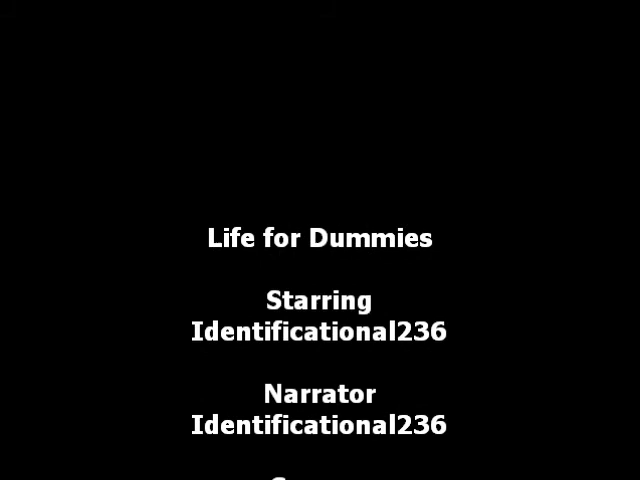 Life for Dummies
Starring
Identificational236
Narrator
Identificational236